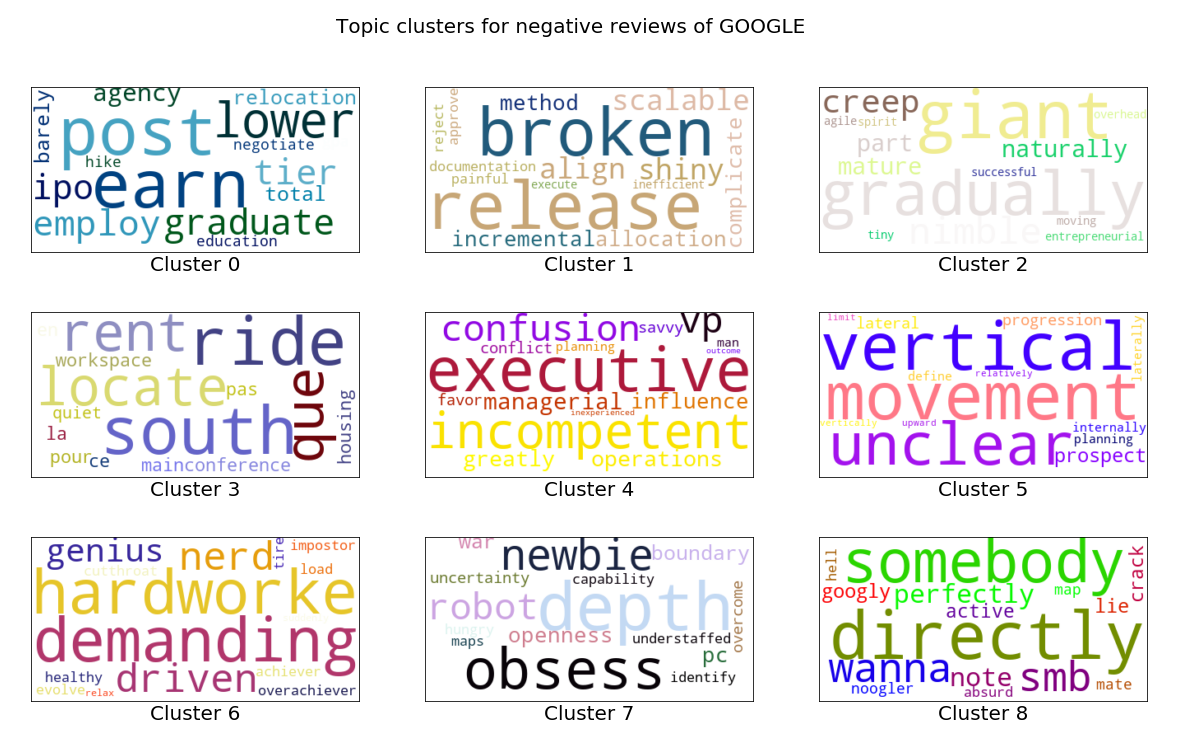 Topic clusters for negative reviews of GOOGLE
barely
agency
relocation
post
lower
negotiate
hike
ipo
earn
tier
total
employ
graduate
education
Cluster 0
reject
approve
method
scalable
broken
documentation
align
shiny
painful
execute
inefficient
complicate
release
incremental
allocation
Cluster 1
creep
giant
agile
spirit
overhead
part
naturally
mature
successful
gradually
moving
tiny
nimble
entrepreneurial
Cluster 2
en
rent
ride
workspace
locate
pas
que
quiet
south
housing
la
pour
ce
mainconference
Cluster 3
confusion
savvy
vp
conflict
planning
man
outcome
executive
favor
managerial
influence
inexperienced
incompetent
greatly
operations
Cluster 4
limit
lateral
progression
laterally
vertical
define
relatively
movement
vertically
upward
internally
unclear
planning
prospect
Cluster 5
genius
nerd
tire
impostor
cutthroat
load
hardworke
demanding
healthy
driven
achiever
evolve
relax
overachiever
Cluster 6
war
newbie
boundary
uncertainty
capability
robot
depth
overcome
hungry
maps
openness
understaffed
obsess
pc
identify
Cluster 7
hell
somebody
crack
googly
perfectly
map
active
lie
directly
wanna
note
smb
noogler
absurd
mate
Cluster 8